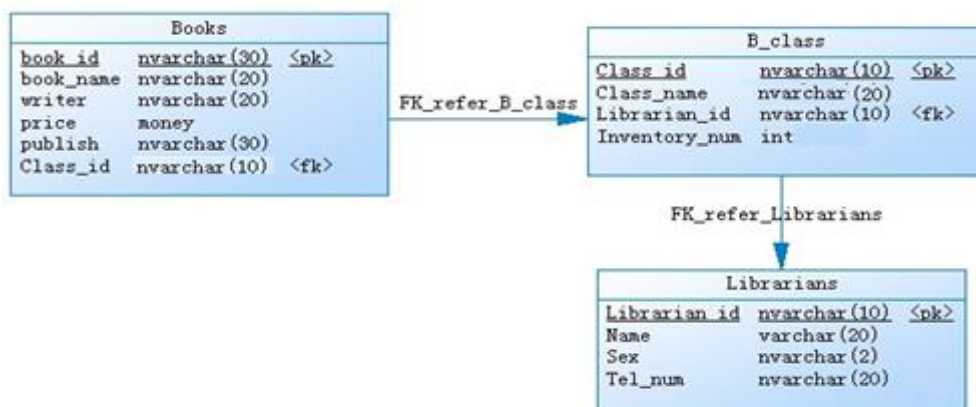 Books
book_id nvarchar(30) <pk>
book_name nvarchar(20)
writer nvarchar(20)
price money
publish nvarchar(30)
Class_id nvarchar(10) <fk>
FK_refer_B_class
B_class
Class_id nvarchar(10) <pk>
Class_name nvarchar(20)
Librarian_id nvarchar(10) <fk>
Inventory_num int
FK_refer_Librarians
Librarians
Librarian_id nvarchar(10) <pk>
Name varchar(20)
Sex nvarchar(2)
Tel_num nvarchar(20)